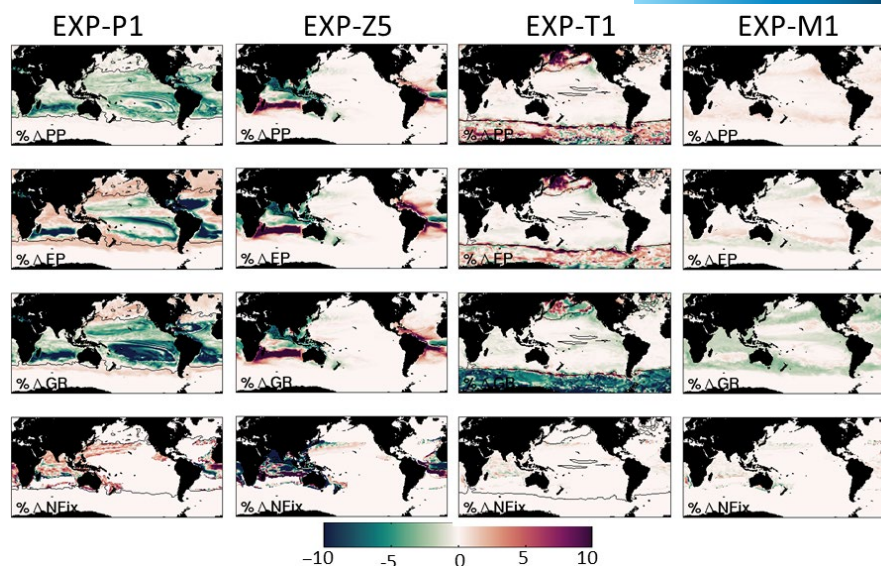 EXP-P1 EXP-Z5 EXP-T1 EXP-M1
% Δ PP % Δ PP % Δ PP % Δ PP
% Δ EP % Δ EP % Δ EP % Δ EP
% Δ GR % Δ GR % Δ GR % Δ GR
% Δ NFix % Δ NFix % Δ NFix % Δ NFix
−10 -5 0 5 10